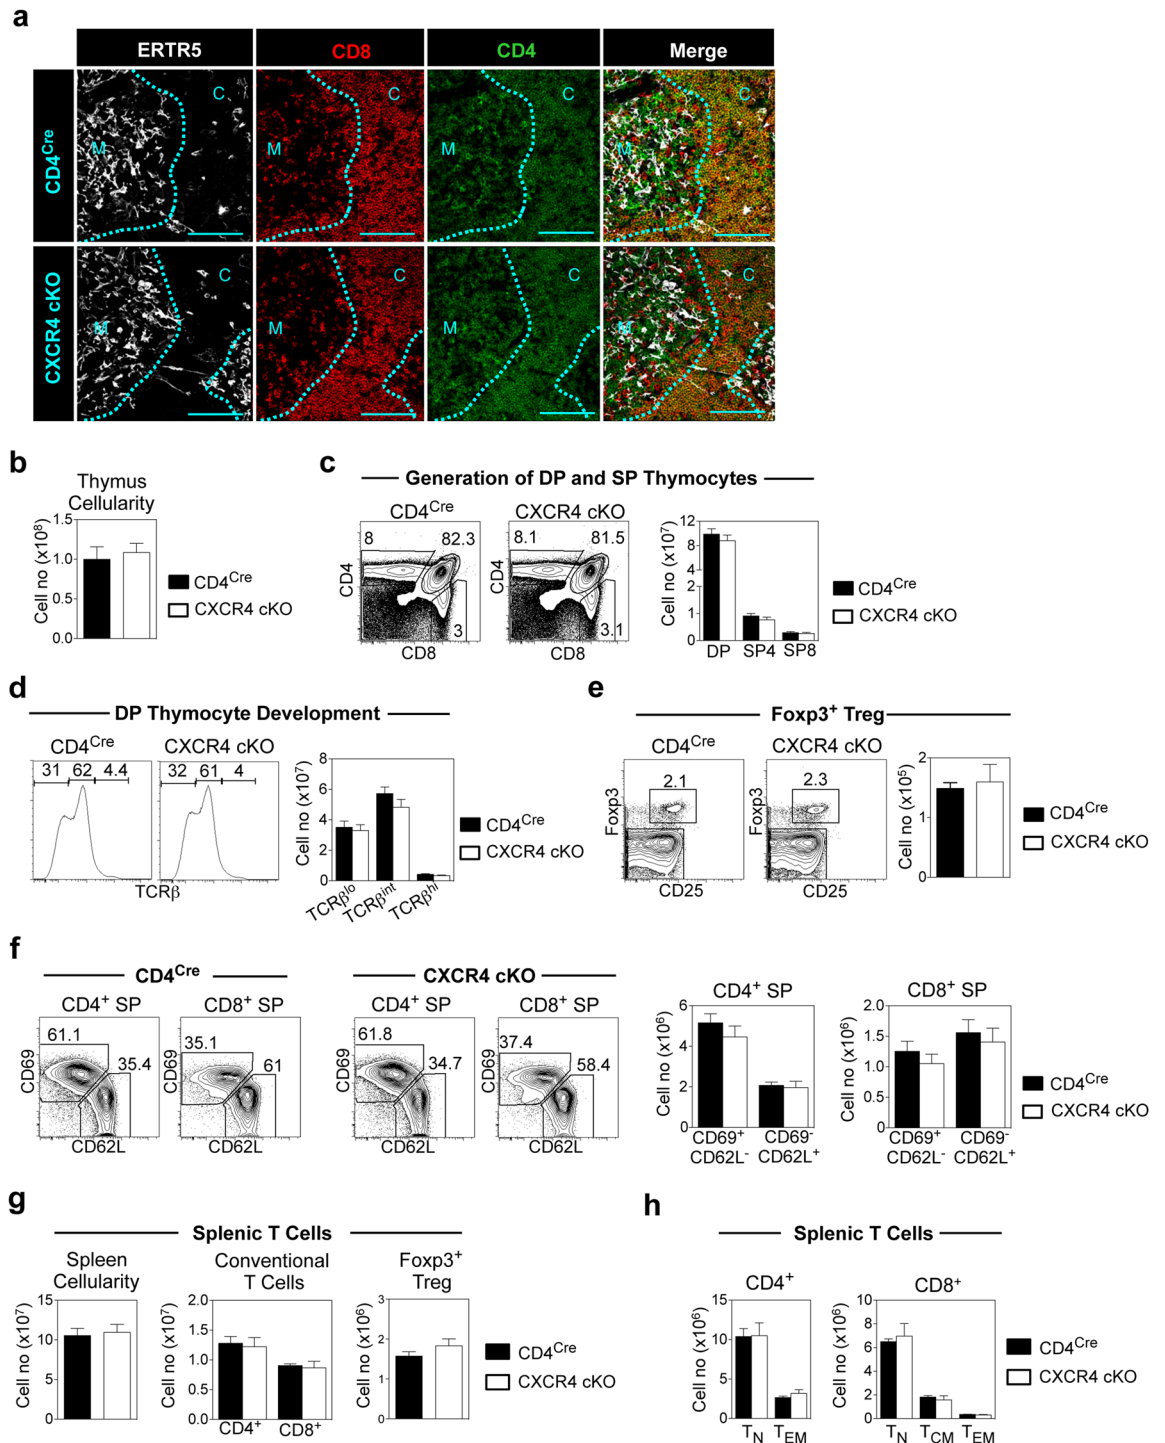 a
ERTR5 CD8 CD4 Merge
CD4Cre
M C M C M C
CXCR4 cKO
M C M C M C
b
Thymus
Cellularity
Cell no (x10⁸)
1.5
1.0
0.5
0.0
CD4Cre
CXCR4 cKO
c
Generation of DP and SP Thymocytes
CD4Cre CXCR4 cKO
8 82.3
3
8.1 81.5
3.1
CD4 CD4
CD8 CD8
Cell no (x10⁷)
12
7
2
2
1
0
DP SP4 SP8
CD4Cre
CXCR4 cKO
d
DP Thymocyte Development
CD4Cre CXCR4 cKO
31 62 4.4
32 61 4
TCRβ
Cell no (x10⁷)
8
6
4
2
0
TCRβlo TCRβint TCRβhi
CD4Cre
CXCR4 cKO
e
Foxp3⁺ Treg
CD4Cre CXCR4 cKO
2.1 2.3
Foxp3 Foxp3
CD25 CD25
Cell no (x10⁵)
2
1
0
CD4Cre
CXCR4 cKO
f
CD4Cre CXCR4 cKO
CD4⁺ SP CD8⁺ SP CD4⁺ SP CD8⁺ SP
61.1 35.4
35.1 61
61.8 34.7
37.4 58.4
CD69 CD69 CD69 CD69
CD62L CD62L CD62L CD62L
CD4⁺ SP
Cell no (x10⁶)
6
4
2
0
CD69⁺ CD69⁻
CD62L⁻ CD62L⁺
CD8⁺ SP
Cell no (x10⁶)
2.0
1.5
1.0
0.5
0
CD69⁺ CD69⁻
CD62L⁻ CD62L⁺
CD4Cre
CXCR4 cKO
g
Splenic T Cells
Spleen
Cellularity
Cell no (x10⁷)
15
10
5
0
Conventional
T Cells
Cell no (x10⁷)
2.0
1.5
1.0
0.5
0.0
CD4⁺ CD8⁺
Foxp3⁺
Treg
Cell no (x10⁶)
3
2
1
0
CD4Cre
CXCR4 cKO
h
Splenic T Cells
CD4⁺
Cell no (x10⁶)
15
10
5
0
TN TEM
CD8⁺
Cell no (x10⁶)
10
8
6
4
2
0
TN TCM TEM
CD4Cre
CXCR4 cKO